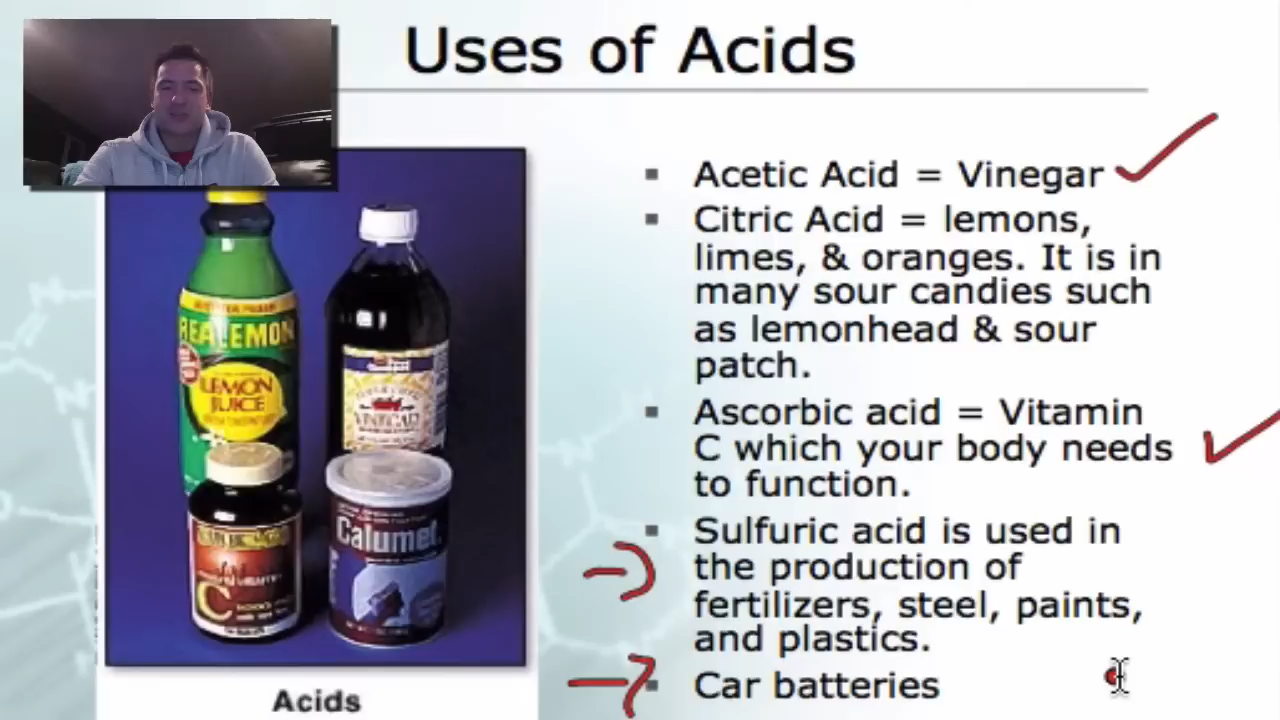 Uses of Acids
Acetic Acid = Vinegar
Citric Acid = lemons,
limes, & oranges. It is in
many sour candies such
as lemonhead & sour
patch.
Ascorbic acid = Vitamin
C which your body needs
to function.
Sulfuric acid is used in
the production of
fertilizers, steel, paints,
and plastics.
Car batteries
REALEMON
LEMON
JUICE
VINEGAR
C
Calumet
Acids